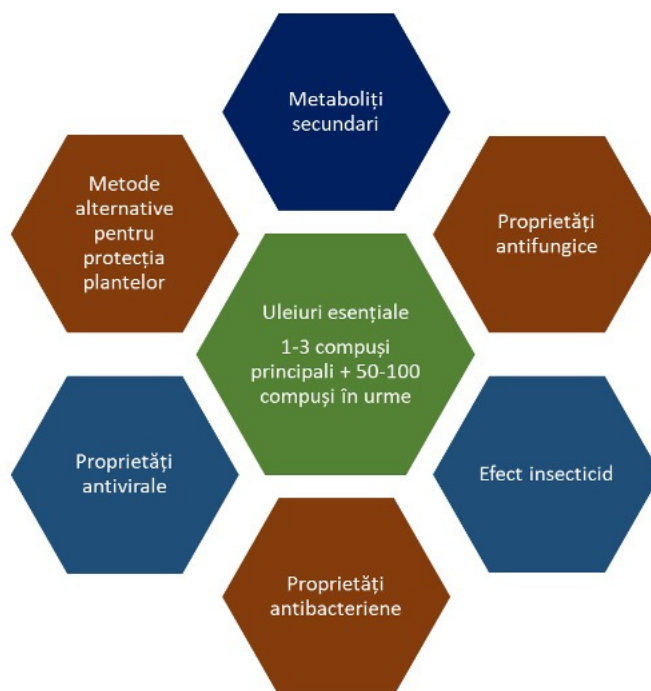 Metaboliți
secundari
Metode
alternative
pentru
protecția
plantelor
Proprietăți
antifungice
Uleiuri esențiale
1-3 compuși
principali + 50-100
compuși în urme
Proprietăți
antivirale
Efect insecticid
Proprietăți
antibacteriene